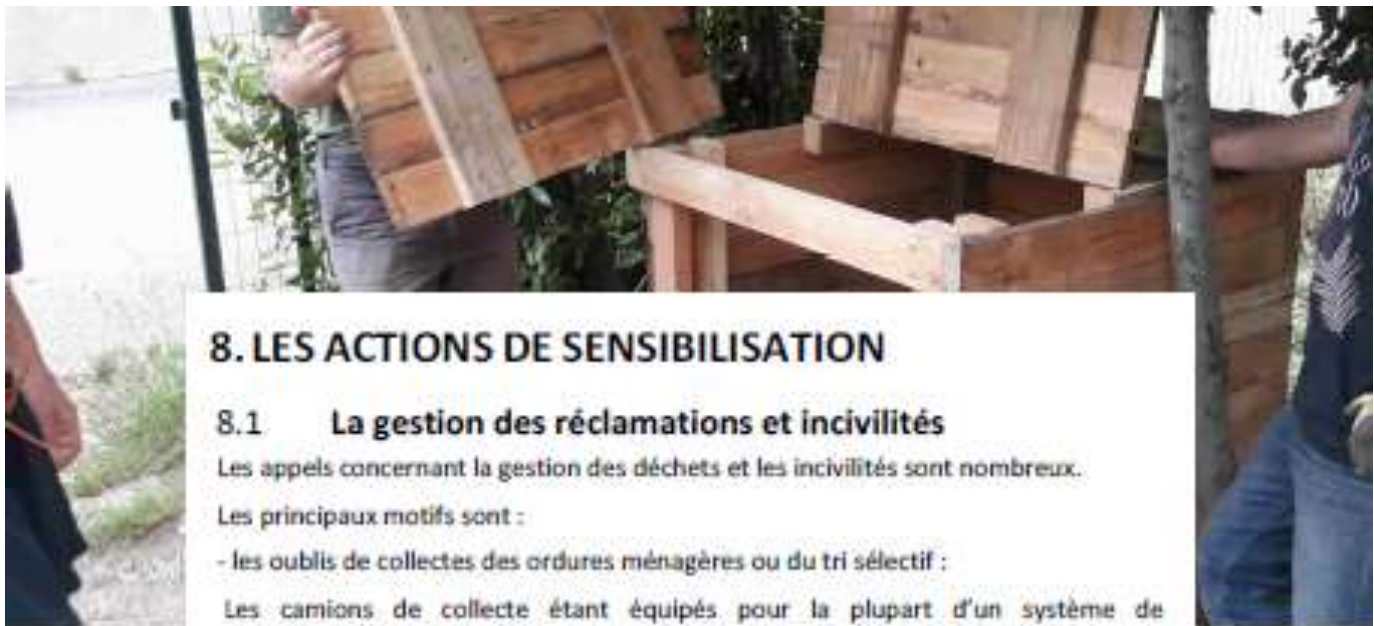 8. LES ACTIONS DE SENSIBILISATION
8.1 La gestion des réclamations et incivilités
Les appels concernant la gestion des déchets et les incivilités sont nombreux.
Les principaux motifs sont :
- les oublis de collectes des ordures ménagères ou du tri sélectif :
Les camions de collecte étant équipés pour la plupart d'un système de